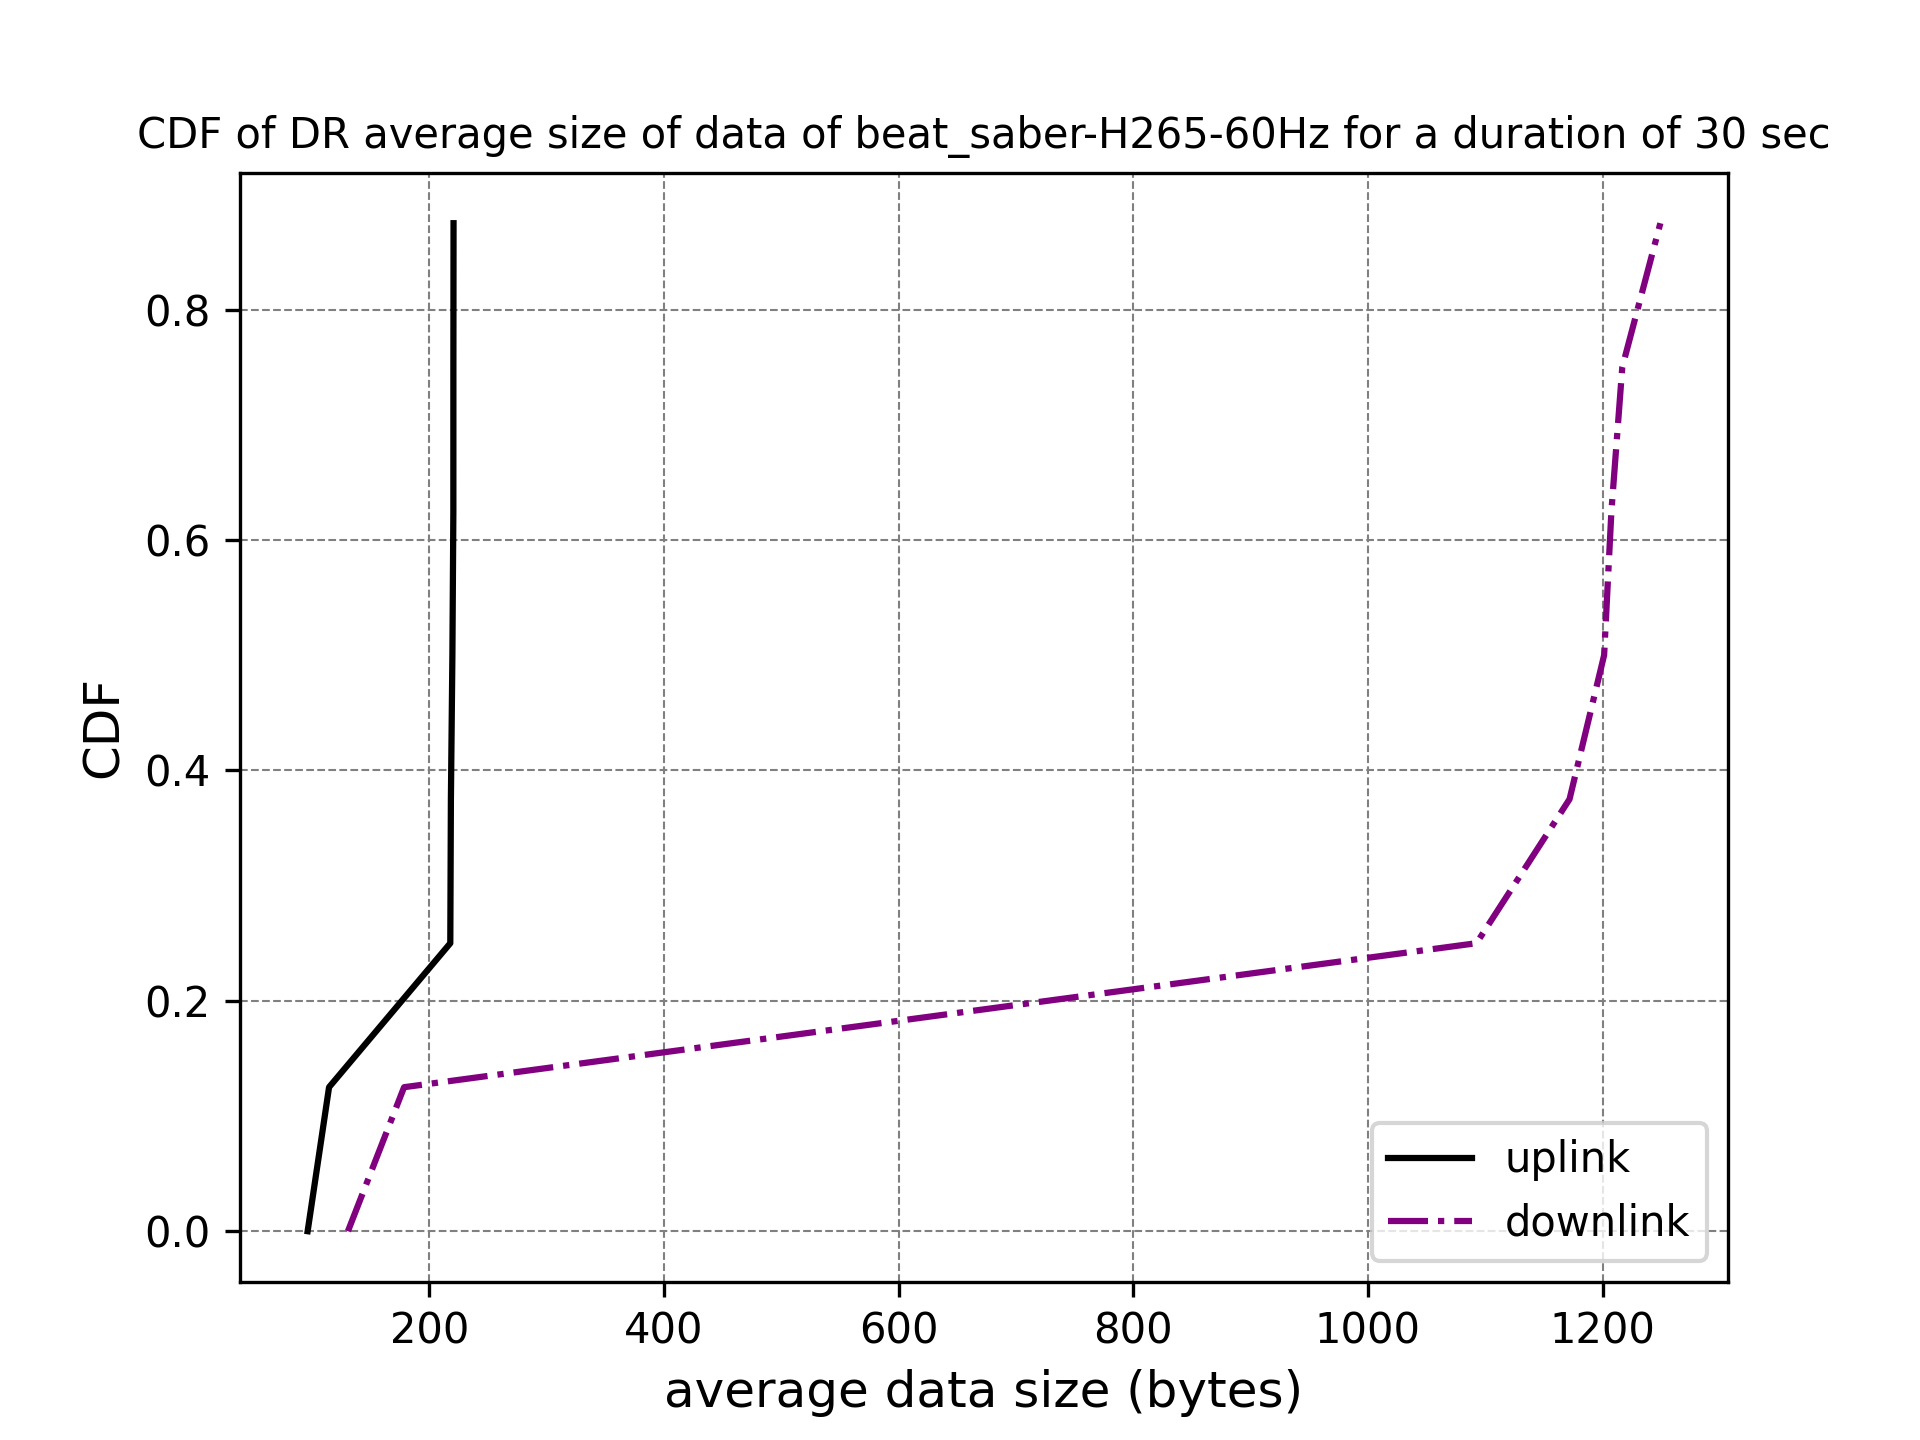 CDF of DR average size of data of beat_saber-H265-60Hz for a duration of 30 sec
CDF
0.8
0.6
0.4
0.2
0.0
uplink
downlink
200 400 600 800 1000 1200
average data size (bytes)